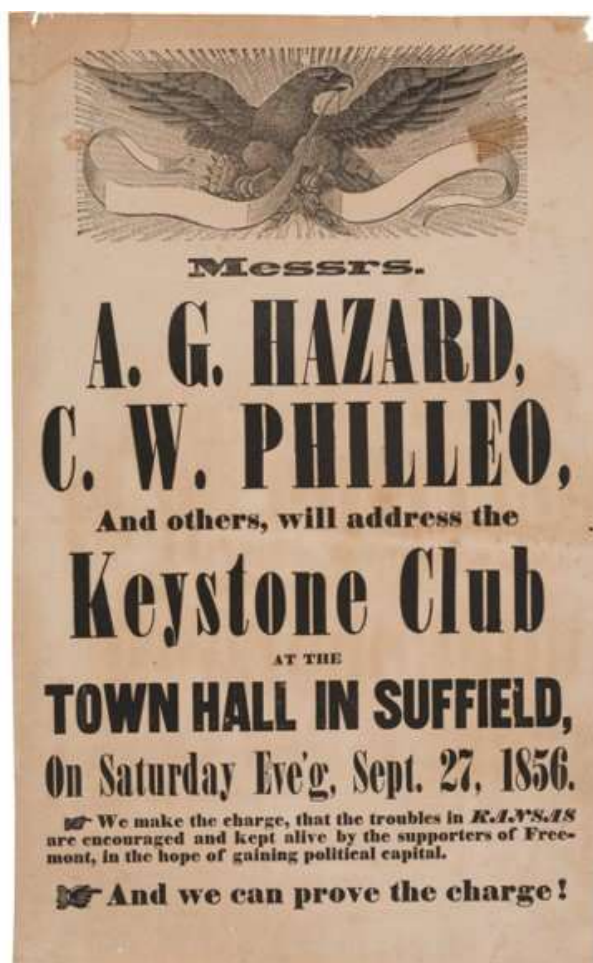 Messrs.
A. G. HAZARD,
C. W. PHILLEO,
And others, will address the
Keystone Club
AT THE
TOWN HALL IN SUFFIELD,
On Saturday Eve'g, Sept. 27, 1856.
☛ We make the charge, that the troubles in KANSAS
are encouraged and kept alive by the supporters of Free-
mont, in the hope of gaining political capital.
☛ And we can prove the charge!